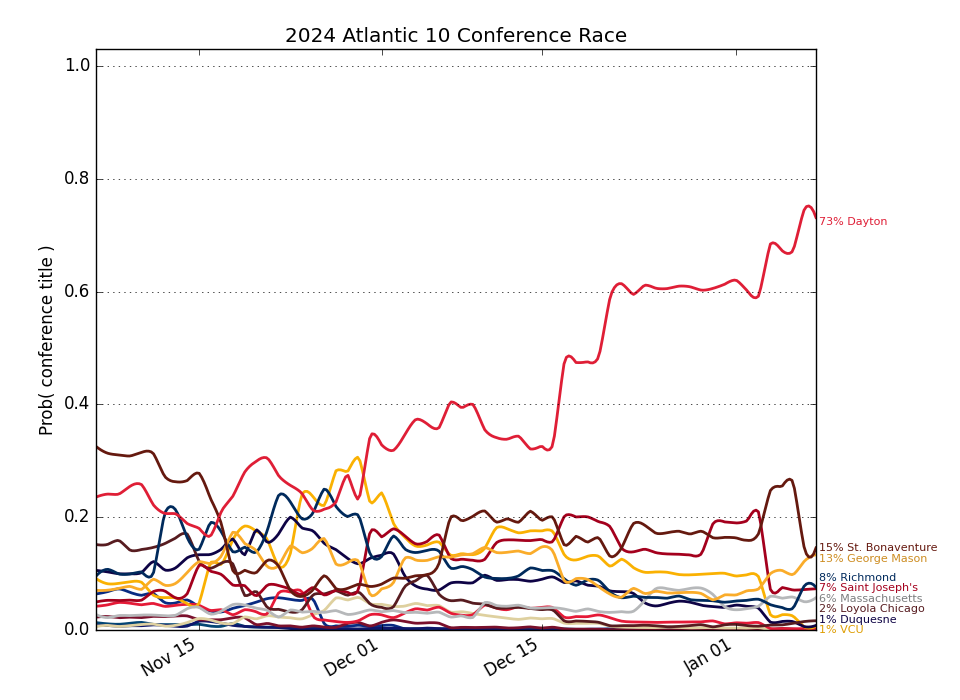 2024 Atlantic 10 Conference Race
Prob( conference title )
1.0
0.8
0.6
0.4
0.2
0.0
Nov 15
Dec 01
Dec 15
Jan 01
73% Dayton
15% St. Bonaventure
13% George Mason
8% Richmond
7% Saint Joseph's
6% Massachusetts
2% Loyola Chicago
1% Duquesne
1% VCU